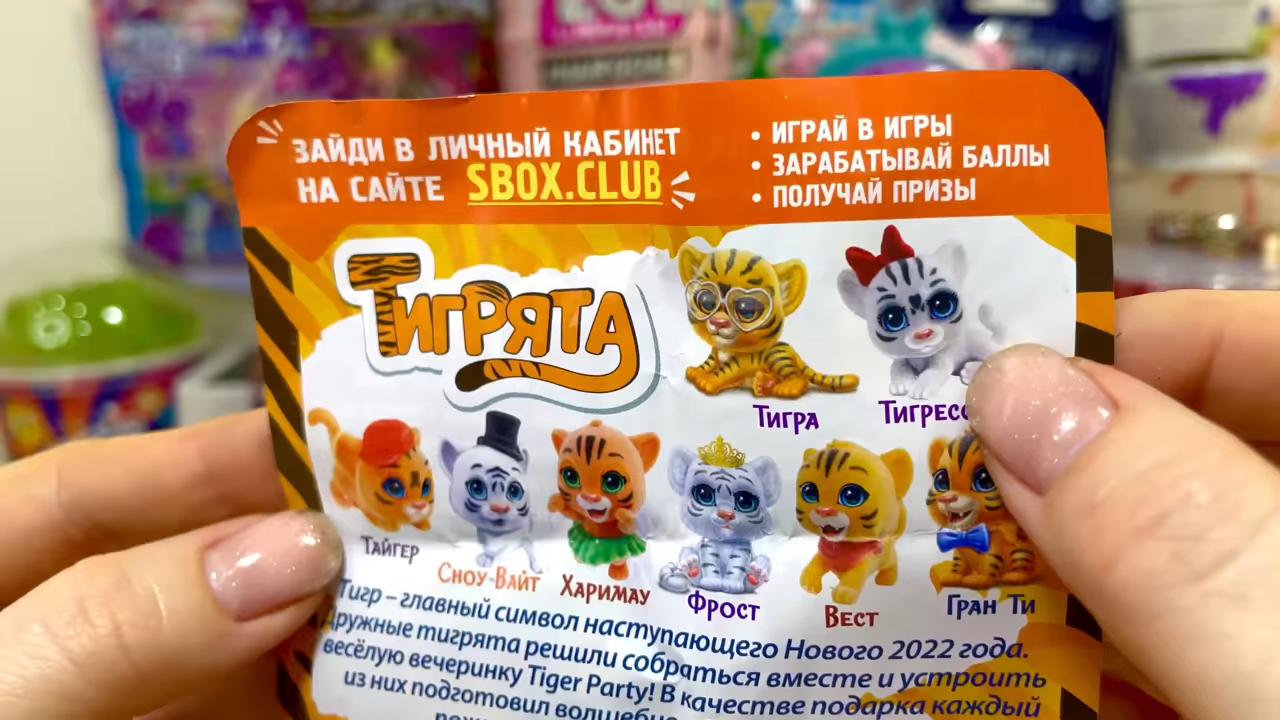 ЗАЙДИ В ЛИЧНЫЙ КАБИНЕТ
НА САЙТЕ SBOX.CLUB
• ИГРАЙ В ИГРЫ
• ЗАРАБАТЫВАЙ БАЛЛЫ
• ПОЛУЧАЙ ПРИЗЫ
ТИГРЯТА
ТИГРА
ТАЙГЕР
СНОУ-ВАЙТ
ХАРИМАУ
ФРОСТ
ВЕСТ
ГРАН ТИ
Тигр – главный символ наступающего Нового 2022 года.
Дружные тигрята решили собраться вместе и устроить
весёлую вечеринку Tiger Party! В качестве подарка каждый
из них подготовил